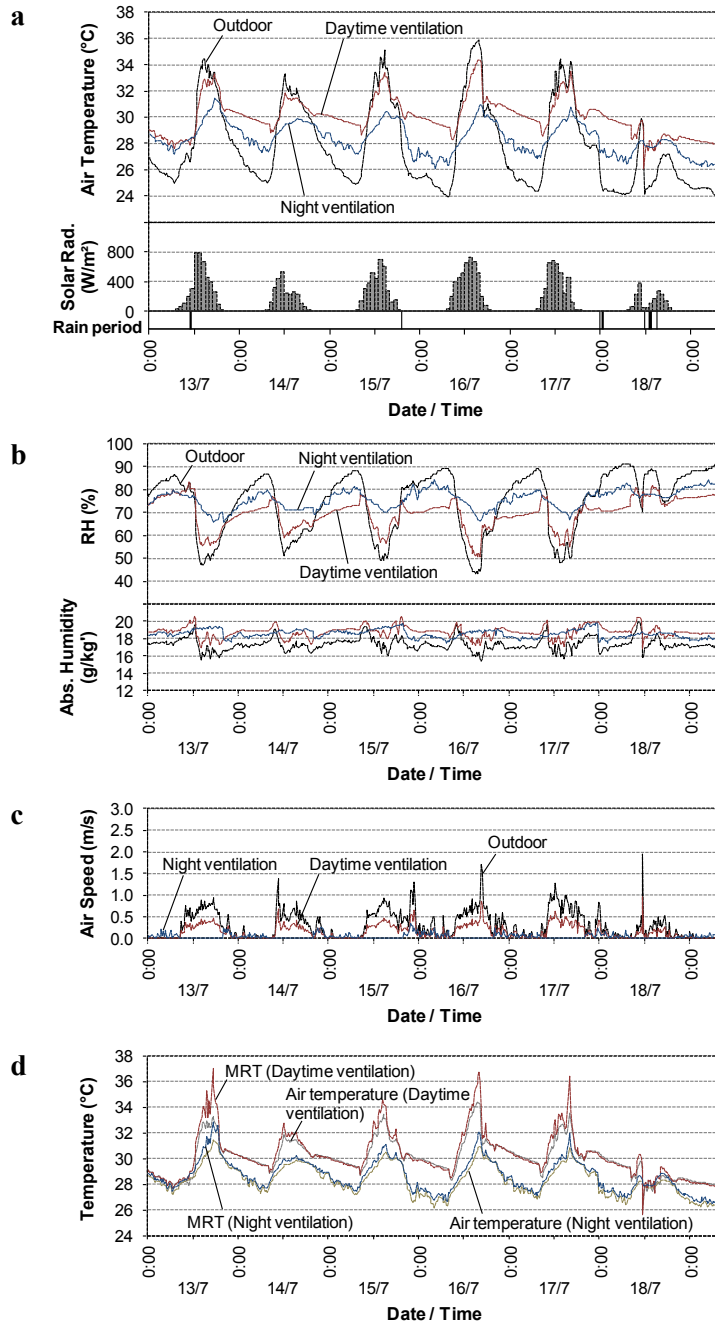 a
Air Temperature (°C)
38
36
34
32
30
28
26
24
22
Outdoor
Daytime ventilation
Night ventilation
Solar Rad.
(W/m²)
800
400
0
Rain period
0:00 0:00 0:00 0:00 0:00 0:00 0:00
13/7 14/7 15/7 16/7 17/7 18/7
Date / Time
b
RH (%)
100
90
80
70
60
50
40
Outdoor
Night ventilation
Daytime ventilation
Abs. Humidity
(g/kg')
20
18
16
14
12
0:00 0:00 0:00 0:00 0:00 0:00 0:00
13/7 14/7 15/7 16/7 17/7 18/7
Date / Time
c
Air Speed (m/s)
3.0
2.5
2.0
1.5
1.0
0.5
0.0
Night ventilation
Daytime ventilation
Outdoor
0:00 0:00 0:00 0:00 0:00 0:00 0:00
13/7 14/7 15/7 16/7 17/7 18/7
Date / Time
d
Temperature (°C)
38
36
34
32
30
28
26
24
MRT (Daytime ventilation)
Air temperature (Daytime
ventilation)
MRT (Night ventilation)
Air temperature (Night ventilation)
0:00 0:00 0:00 0:00 0:00 0:00 0:00
13/7 14/7 15/7 16/7 17/7 18/7
Date / Time